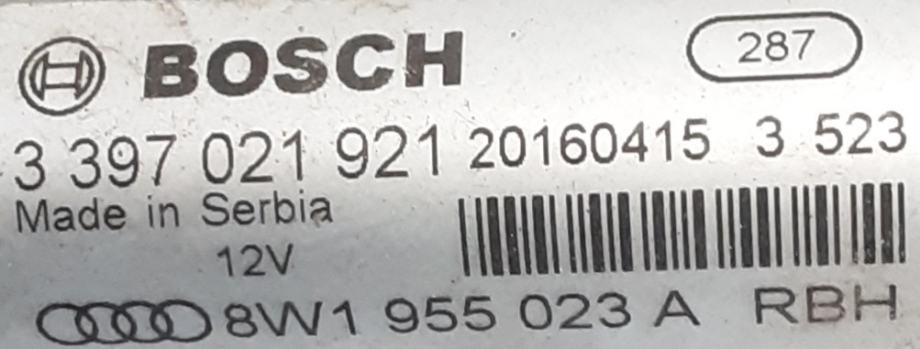 BOSCH 287
3 397 021 921 20160415 3 523
Made in Serbia
12V
8W1 955 023 A RBH